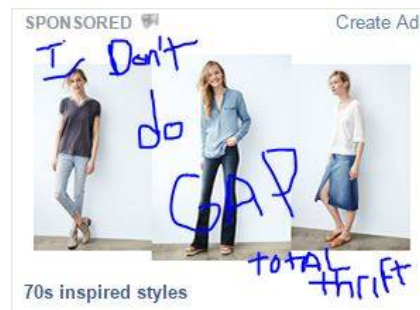 SPONSORED Create Ad
I Don't
do
GAP
total
thrift
70s inspired styles